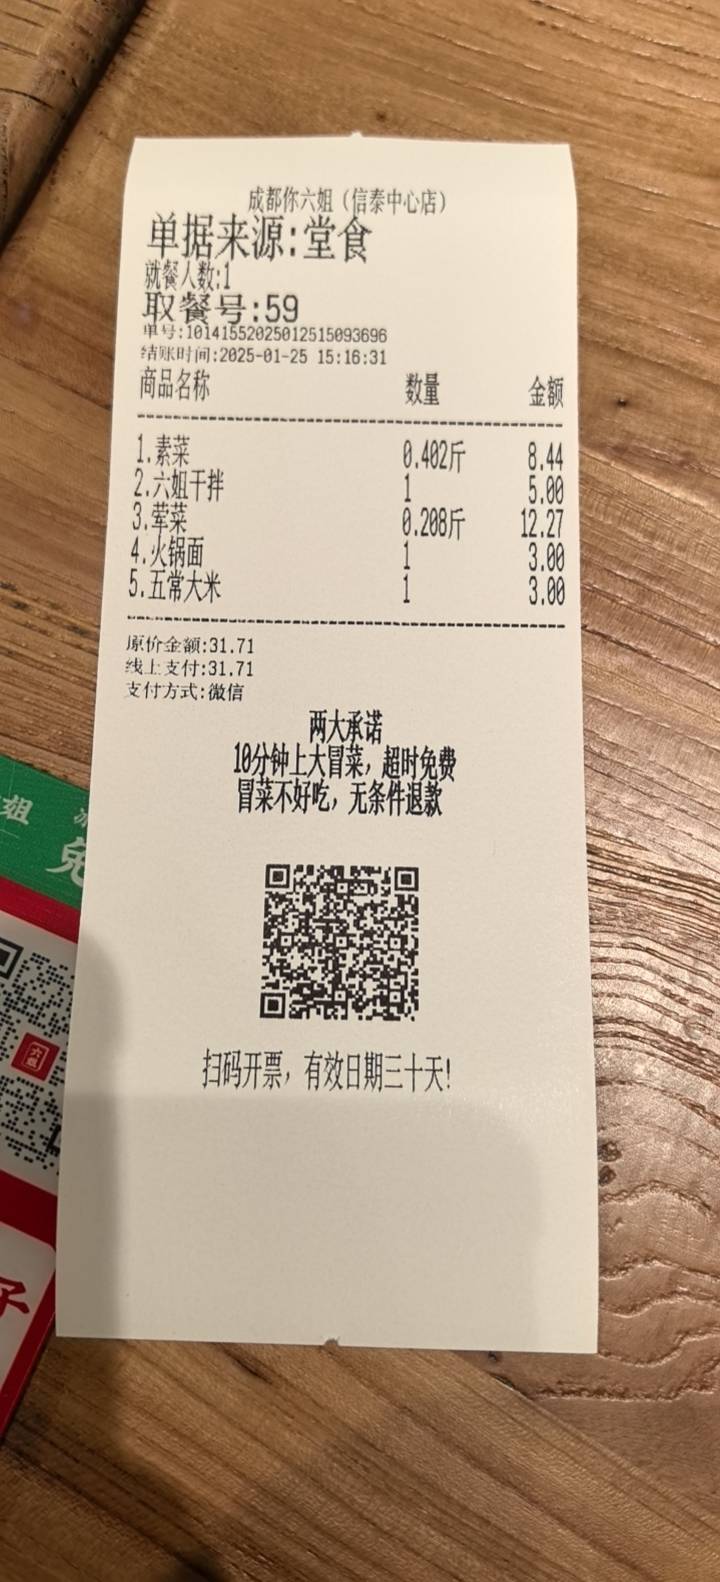 成都你六姐（信泰中心店）
单据来源:堂食
就餐人数:1
取餐号:59
单号:10141552025012515093696
结账时间:2025-01-25 15:16:31
商品名称 数量 金额
1.素菜 0.402斤 8.44
2.六姐干拌 1 5.00
3.荤菜 0.208斤 12.27
4.火锅面 1 3.00
5.五常大米 1 3.00
原价金额:31.71
线上支付:31.71
支付方式:微信
两大承诺
10分钟上大冒菜，超时免费
冒菜不好吃，无条件退款
扫码开票，有效日期三十天!
姐
免
六姐
子